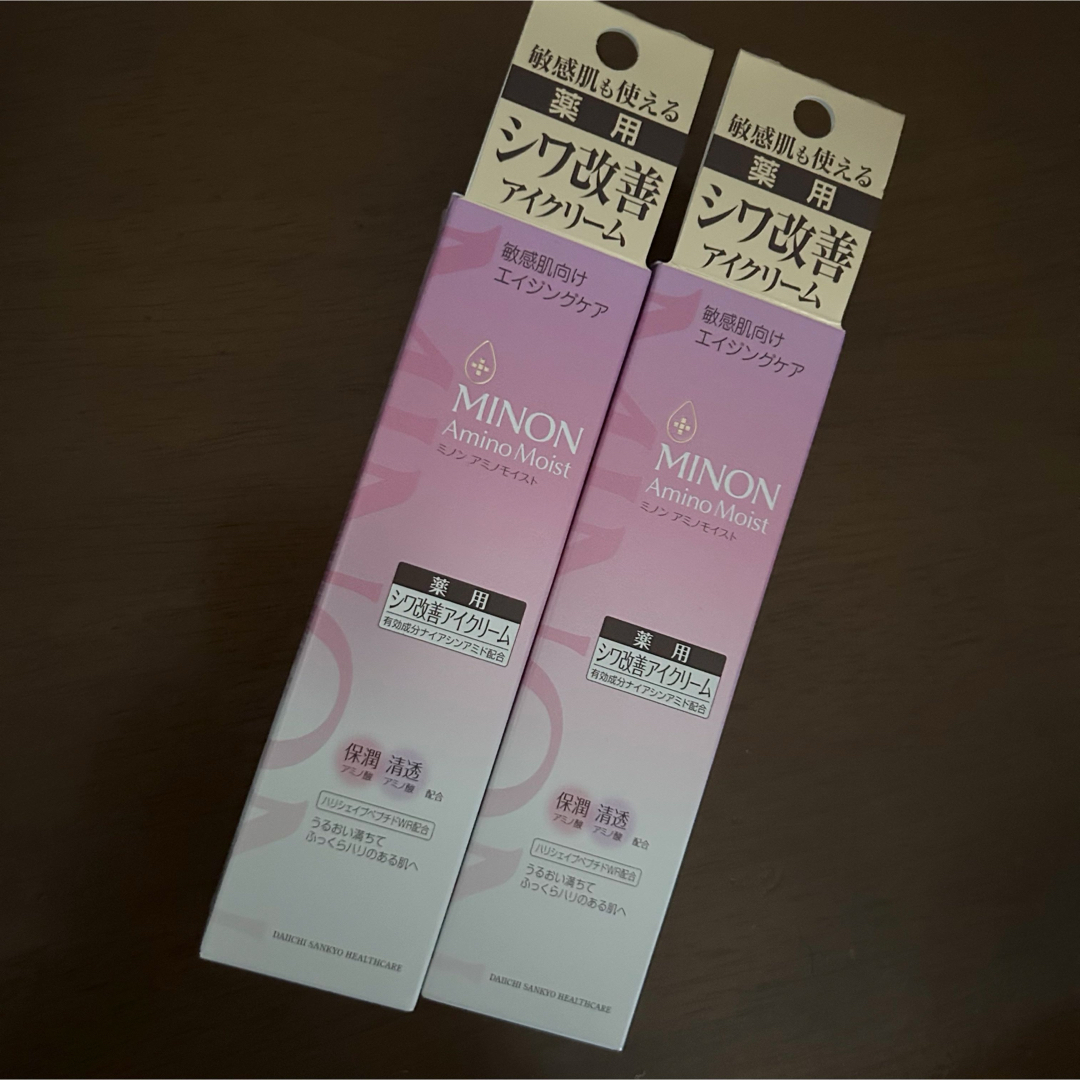 敏感肌も使える
薬用
シワ改善
アイクリーム
敏感肌向け
エイジングケア
MINON
Amino Moist
ミノン アミノモイスト
薬用
シワ改善アイクリーム
有効成分ナイアシンアミド配合
保潤 清透
アミノ酸 アミノ酸 配合
ハリシェイプペプチドWR配合
うるおい満ちて
ふっくらハリのある肌へ
DAIICHI SANKYO HEALTHCARE
敏感肌も使える
薬用
シワ改善
アイクリーム
敏感肌向け
エイジングケア
MINON
Amino Moist
ミノン アミノモイスト
薬用
シワ改善アイクリーム
有効成分ナイアシンアミド配合
保潤 清透
アミノ酸 アミノ酸 配合
ハリシェイプペプチドWR配合
うるおい満ちて
ふっくらハリのある肌へ
DAIICHI SANKYO HEALTHCARE